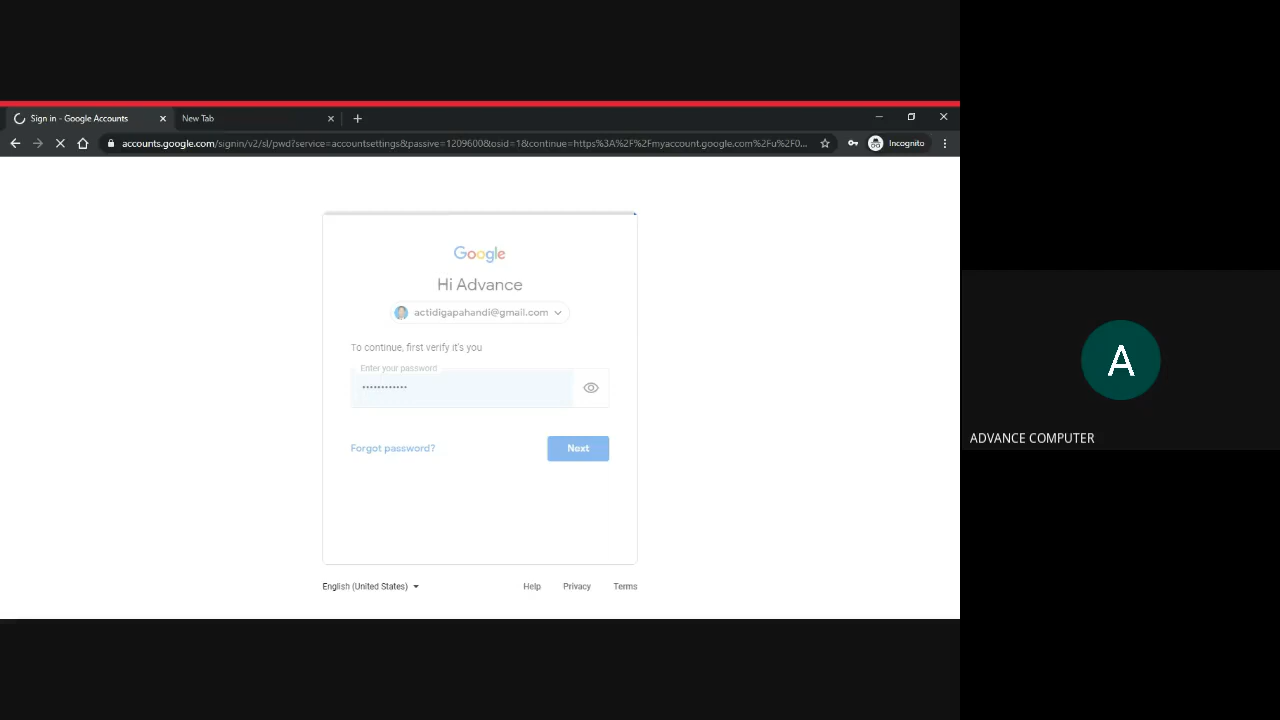 Sign in - Google Accounts
New Tab
accounts.google.com/signin/v2/sl/pwd?service=accountsettings&passive=1209600&osid=1&continue=https%3A%2F%2Fmyaccount.google.com%2Fu%2F0...
Incognito
Google
Hi Advance
actidigapahandi@gmail.com
To continue, first verify it's you
Enter your password
••••••••••••
Forgot password?
Next
English (United States)
Help
Privacy
Terms
A
ADVANCE COMPUTER